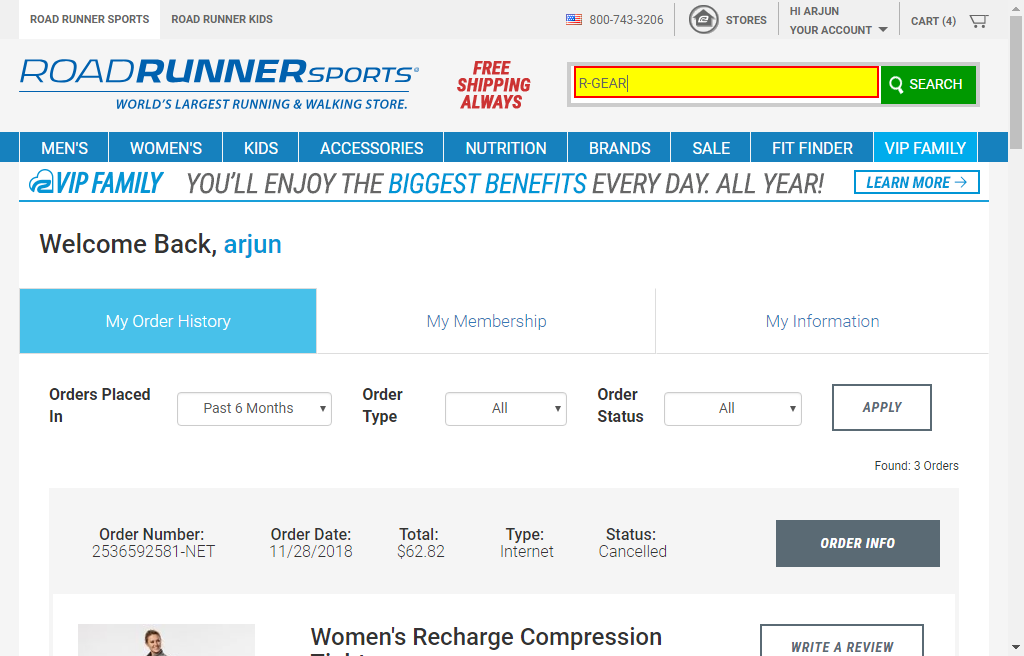 ROAD RUNNER SPORTS ROAD RUNNER KIDS 800-743-3206 STORES HI ARJUN YOUR ACCOUNT CART (4)
ROADRUNNER SPORTS®
WORLD'S LARGEST RUNNING & WALKING STORE.
FREE
SHIPPING
ALWAYS
R-GEAR SEARCH
MEN'S WOMEN'S KIDS ACCESSORIES NUTRITION BRANDS SALE FIT FINDER VIP FAMILY
VIP FAMILY YOU'LL ENJOY THE BIGGEST BENEFITS EVERY DAY. ALL YEAR! LEARN MORE →
Welcome Back, arjun
My Order History My Membership My Information
Orders Placed In Past 6 Months Order Type All Order Status All APPLY
Found: 3 Orders
Order Number: Order Date: Total: Type: Status:
2536592581-NET 11/28/2018 $62.82 Internet Cancelled
ORDER INFO
Women's Recharge Compression
WRITE A REVIEW